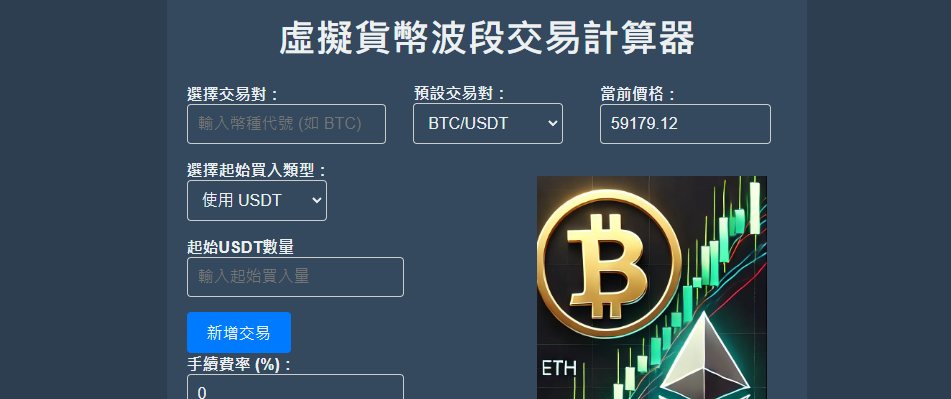 虛擬貨幣波段交易計算器
選擇交易對：
輸入幣種代號 (如 BTC)
預設交易對：
BTC/USDT
當前價格：
59179.12
選擇起始買入類型：
使用 USDT
起始USDT數量
輸入起始買入量
新增交易
手續費率 (%)：
0
ETH